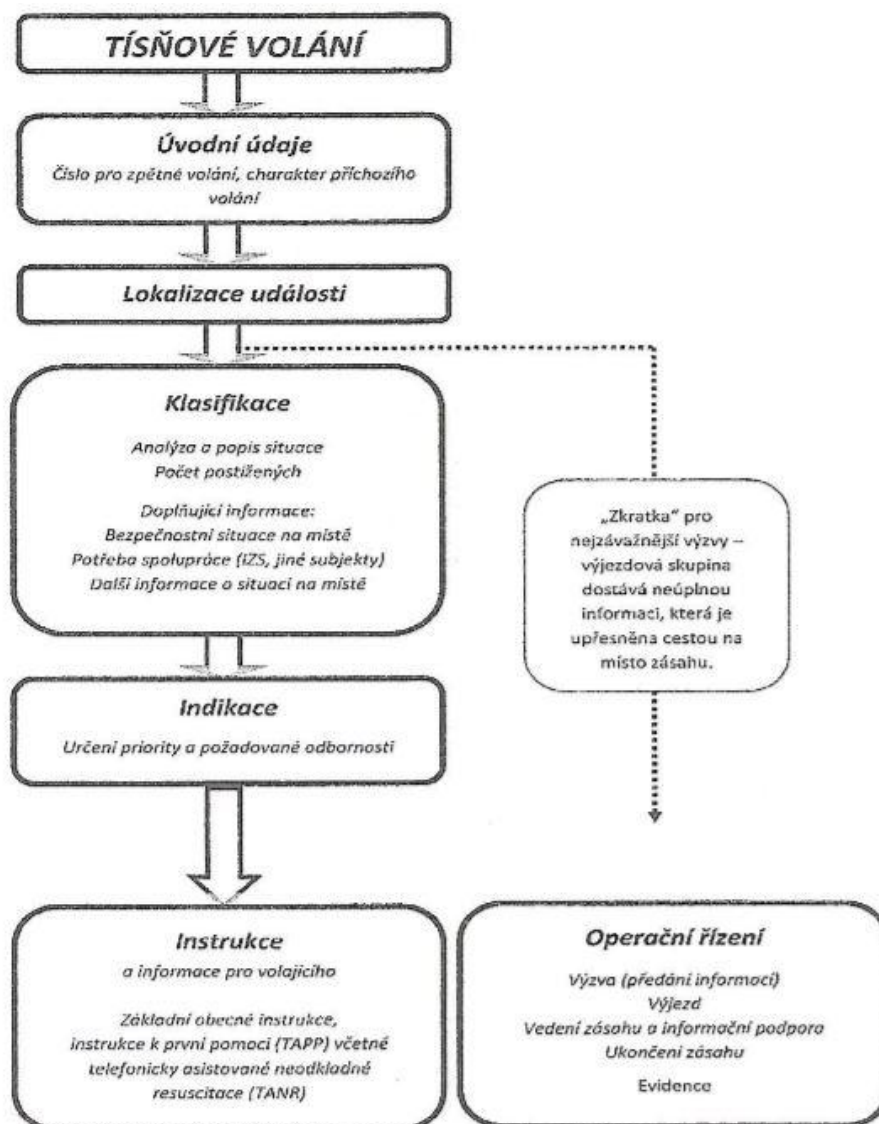 TÍSŇOVÉ VOLÁNÍ
Úvodní údaje
Číslo pro zpětné volání, charakter příchozího
volání
Lokalizace události
Klasifikace
Analýza a popis situace
Počet postižených
Doplňující informace:
Bezpečnostní situace na místě
Potřeba spolupráce (IZS, jiné subjekty)
Další informace o situaci na místě
„Zkratka“ pro
nejzávažnější výzvy –
výjezdová skupina
dostává neúplnou
informaci, která je
upřesněna cestou na
místo zásahu.
Indikace
Určení priority a požadované odbornosti
Instrukce
a informace pro volajícího
Základní obecné instrukce,
instrukce k první pomoci (TAPP) včetně
telefonicky asistované neodkladné
resuscitace (TANR)
Operační řízení
Výzva (předání informací)
Výjezd
Vedení zásahu a informační podpora
Ukončení zásahu
Evidence